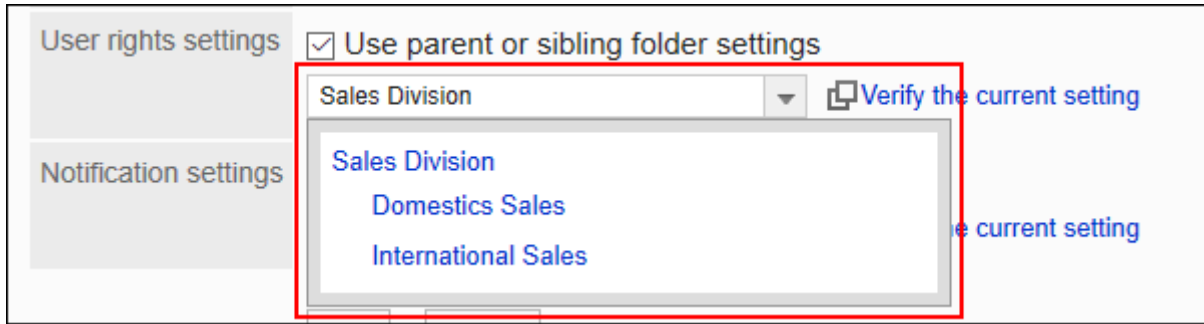 User rights settings
Use parent or sibling folder settings
Sales Division
Verify the current setting
Sales Division
Notification settings
Domestics Sales
current setting
International Sales